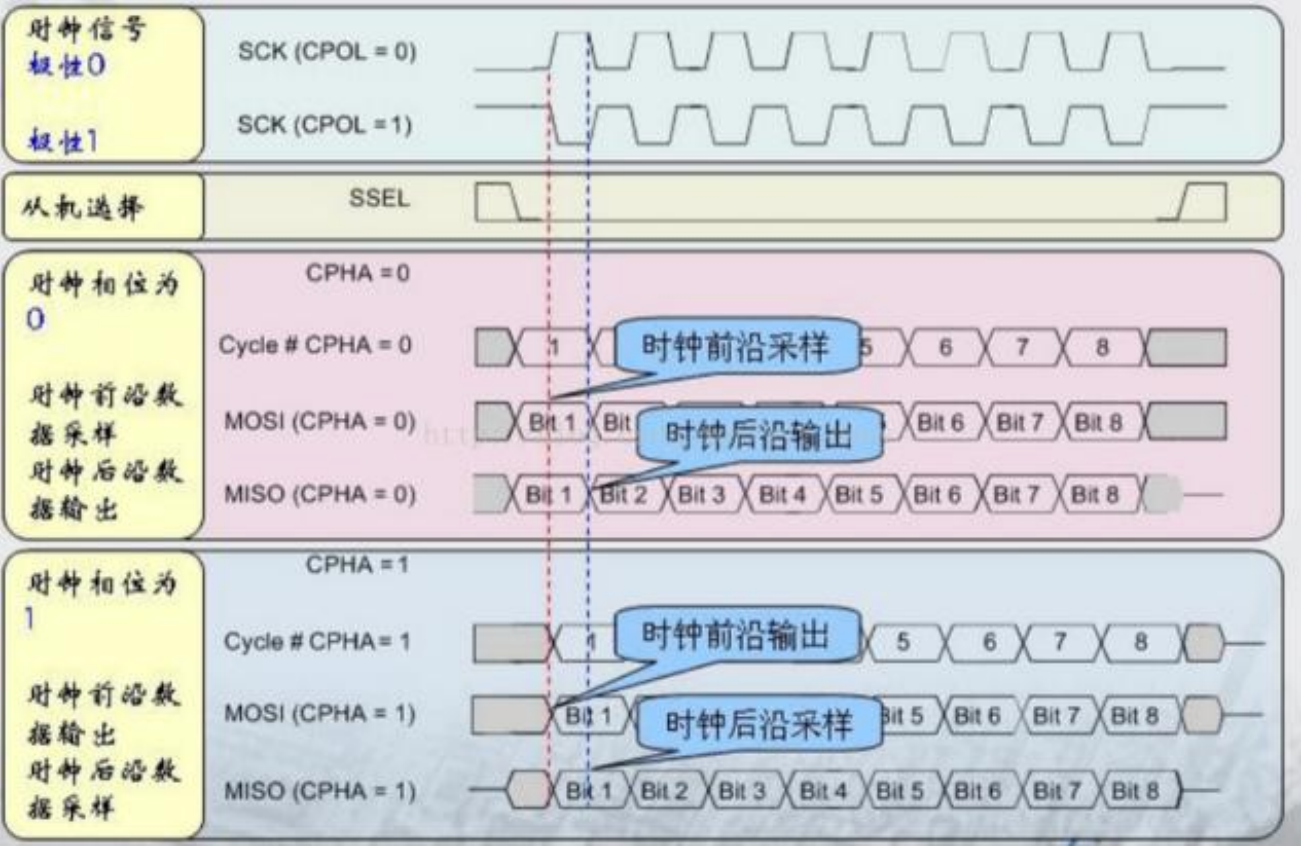 时钟信号
极性0
极性1
SCK (CPOL = 0)
SCK (CPOL = 1)
从机选择
SSEL
时钟相位为
0
时钟前沿数
据采样
时钟后沿数
据输出
CPHA = 0
Cycle # CPHA = 0
1
时钟前沿采样
5
6
7
8
MOSI (CPHA = 0)
Bit 1
Bit
时钟后沿输出
Bit 6
Bit 7
Bit 8
MISO (CPHA = 0)
Bit 1
Bit 2
Bit 3
Bit 4
Bit 5
Bit 6
Bit 7
Bit 8
时钟相位为
1
时钟前沿数
据输出
时钟后沿数
据采样
CPHA = 1
Cycle # CPHA = 1
1
时钟前沿输出
5
6
7
8
MOSI (CPHA = 1)
Bit 1
时钟后沿采样
Bit 5
Bit 6
Bit 7
Bit 8
MISO (CPHA = 1)
Bit 1
Bit 2
Bit 3
Bit 4
Bit 5
Bit 6
Bit 7
Bit 8